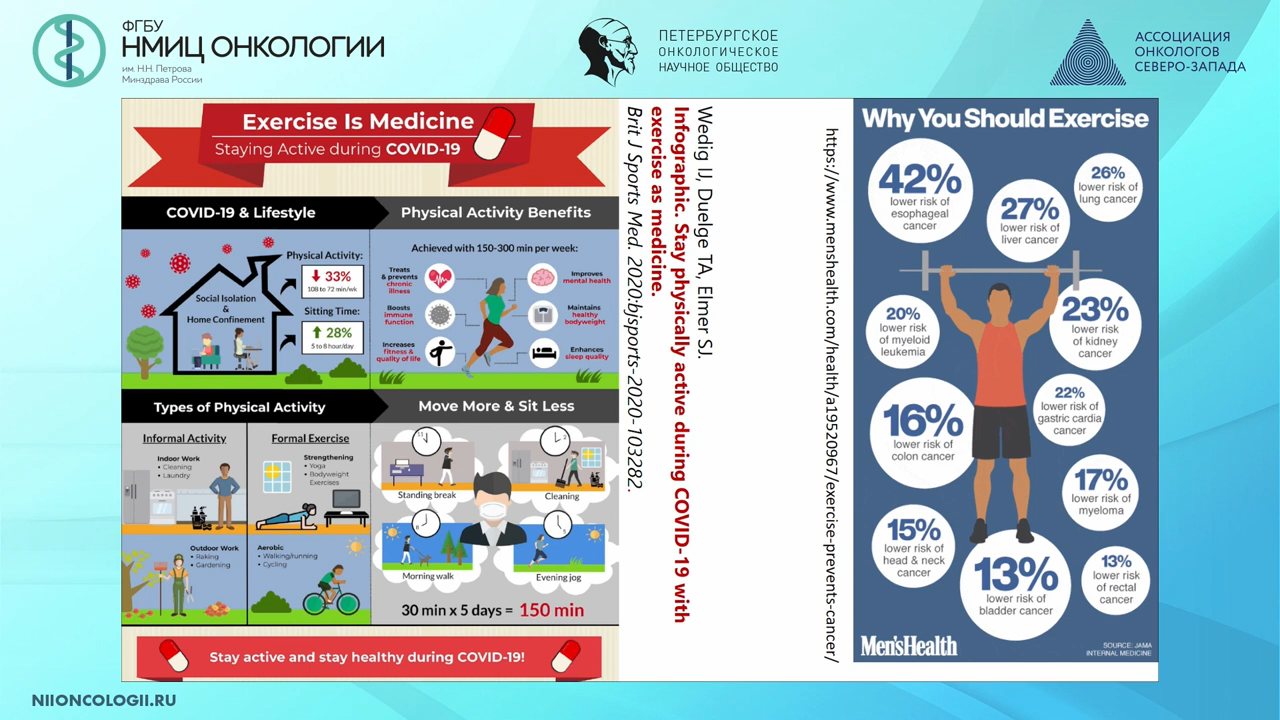 ФГБУ
НМИЦ ОНКОЛОГИИ
им. Н.Н. Петрова
Минздрава России
ПЕТЕРБУРГСКОЕ
ОНКОЛОГИЧЕСКОЕ
НАУЧНОЕ ОБЩЕСТВО
АССОЦИАЦИЯ
ОНКОЛОГОВ
СЕВЕРО-ЗАПАДА
Exercise Is Medicine
Staying Active during COVID-19
COVID-19 & Lifestyle
Physical Activity:
33%
108 to 72 min/wk
Social Isolation
&
Home Confinement
Sitting Time:
28%
5 to 8 hour/day
Physical Activity Benefits
Achieved with 150-300 min per week:
Treats
& prevents
chronic
illness
Boosts
immune
function
Increases
fitness &
quality of life
Improves
mental health
Maintains
healthy
bodyweight
Enhances
sleep quality
Types of Physical Activity
Informal Activity
Indoor Work
• Cleaning
• Laundry
Outdoor Work
• Raking
• Gardening
Formal Exercise
Strengthening
• Yoga
• Bodyweight
Exercises
Aerobic
• Walking/running
• Cycling
Move More & Sit Less
Standing break
Cleaning
Morning walk
Evening jog
30 min x 5 days = 150 min
Stay active and stay healthy during COVID-19!
Wedig IJ, Duelge TA, Elmer SJ.
Infographic. Stay physically active during COVID-19 with
exercise as medicine.
Brit J Sports Med. 2020:bjsports-2020-103282.
https://www.menshealth.com/health/a19520967/exercise-prevents-cancer/
Why You Should Exercise
42%
lower risk of
esophageal
cancer
27%
lower risk of
liver cancer
26%
lower risk of
lung cancer
20%
lower risk
of myeloid
leukemia
23%
lower risk
of kidney
cancer
16%
lower risk of
colon cancer
22%
lower risk of
gastric cardia
cancer
17%
lower risk of
myeloma
15%
lower risk of
head & neck
cancer
13%
lower risk of
bladder cancer
13%
lower risk
of rectal
cancer
Men'sHealth
SOURCE: JAMA
INTERNAL MEDICINE
NIIONCOLOGII.RU